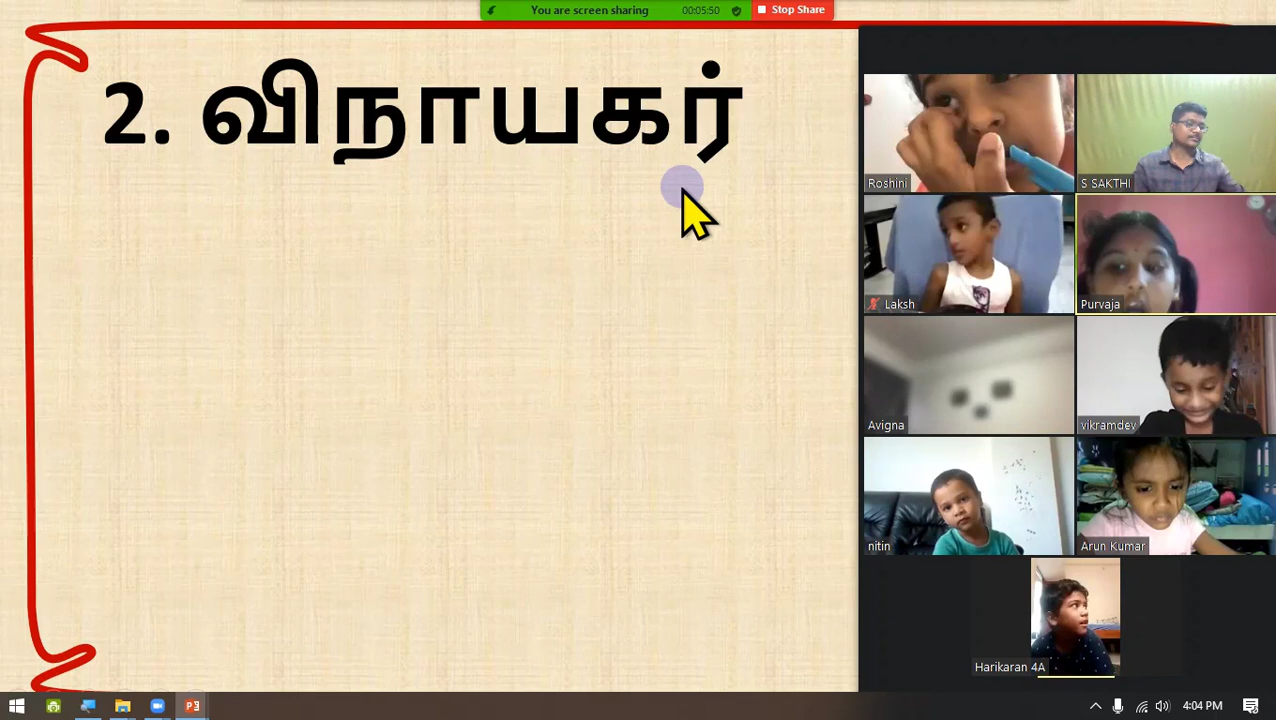 You are screen sharing
00:05:50
Stop Share
2. விநாயகர்
Roshini
S SAKTHI
Laksh
Purvaja
Avigna
vikramdev
nitin
Arun Kumar
Harikaran 4A
4:04 PM